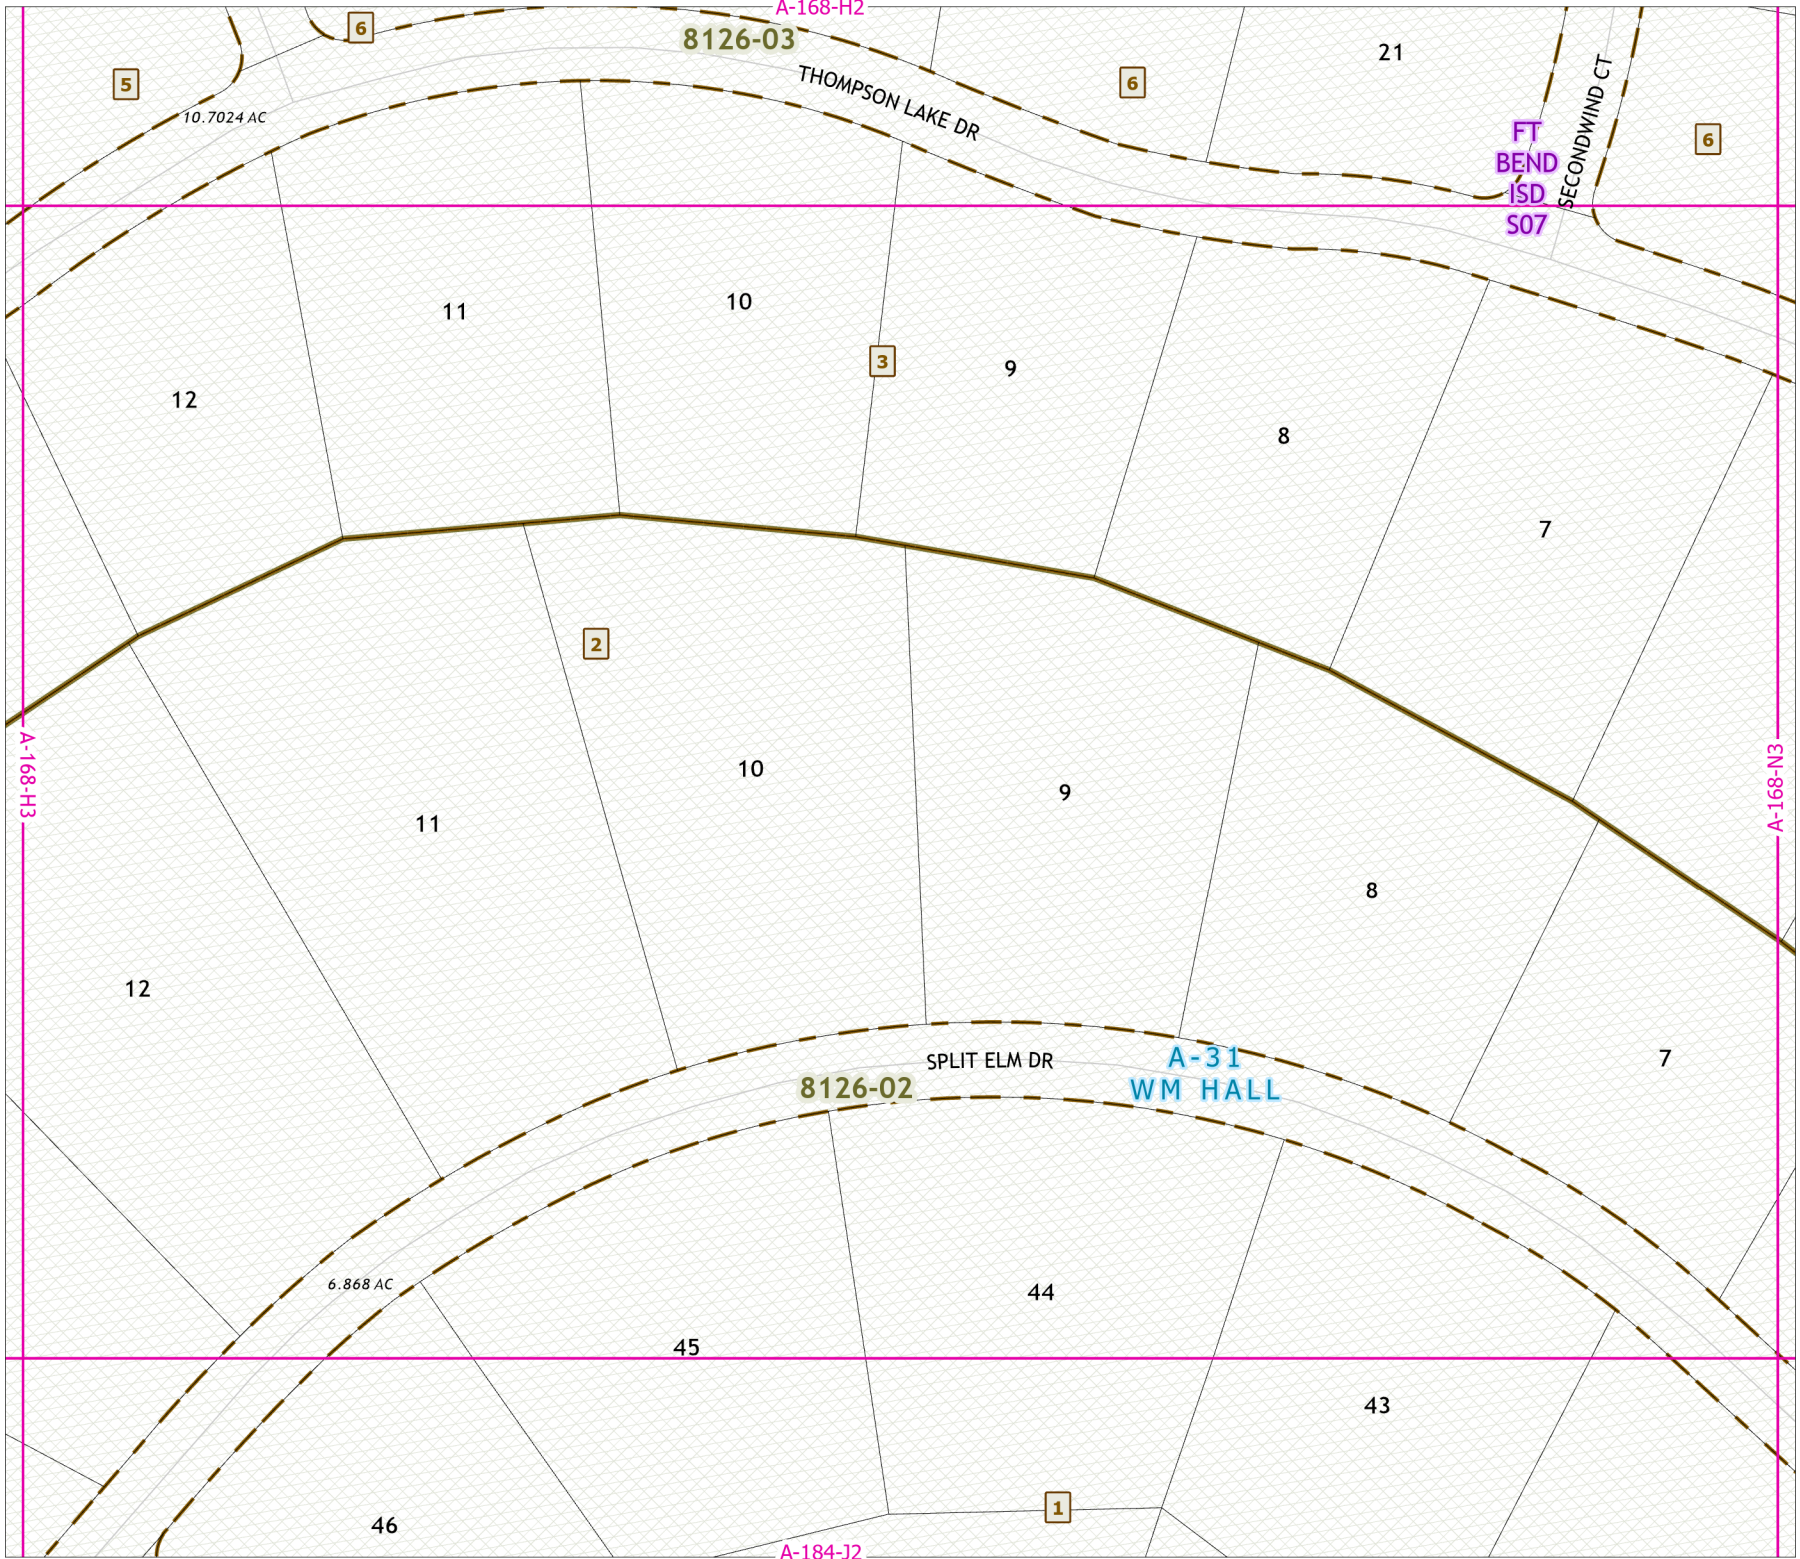 A-168-H2
6
8126-03
21
5
6
THOMPSON LAKE DR
SECONDWIND CT
10.7024 AC
FT
BEND
ISD
S07
6
11
10
3
9
12
8
7
2
A-168-H3
A-168-N3
10
9
11
8
12
SPLIT ELM DR
A-31
WM HALL
7
8126-02
6.868 AC
44
45
43
1
46
A-184-J2